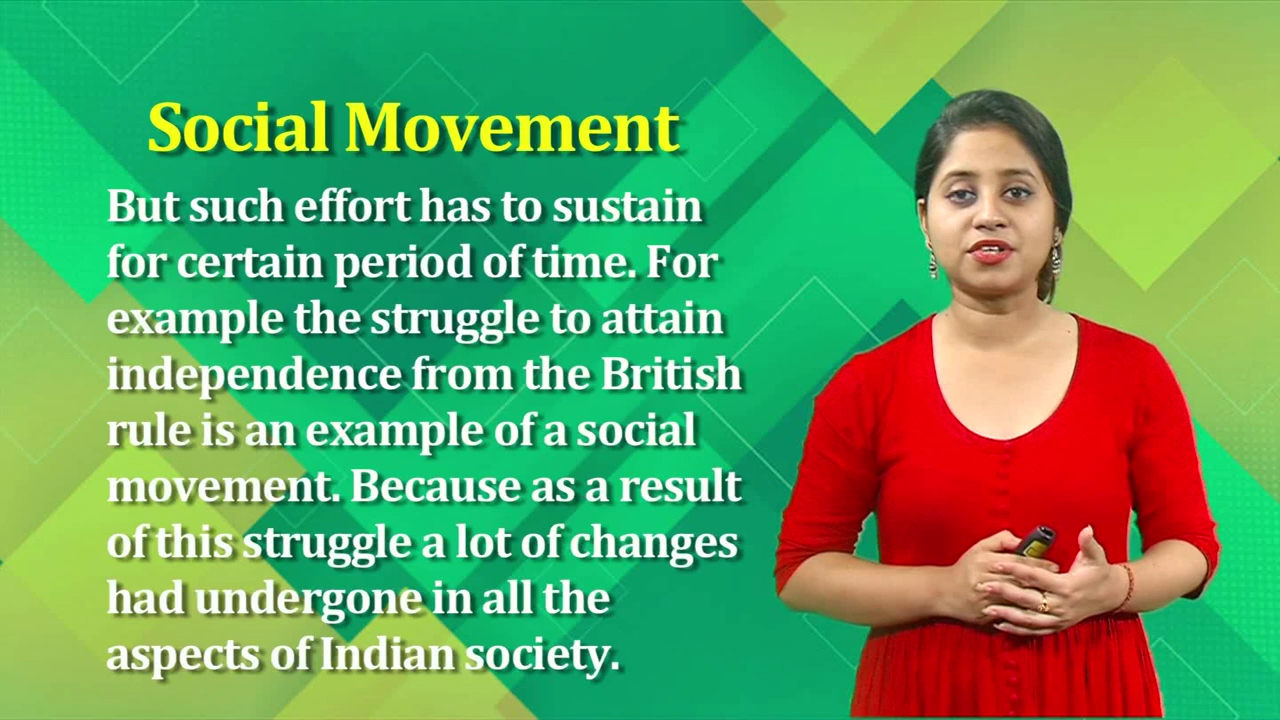 Social Movement
But such effort has to sustain
for certain period of time. For
example the struggle to attain
independence from the British
rule is an example of a social
movement. Because as a result
of this struggle a lot of changes
had undergone in all the
aspects of Indian society.